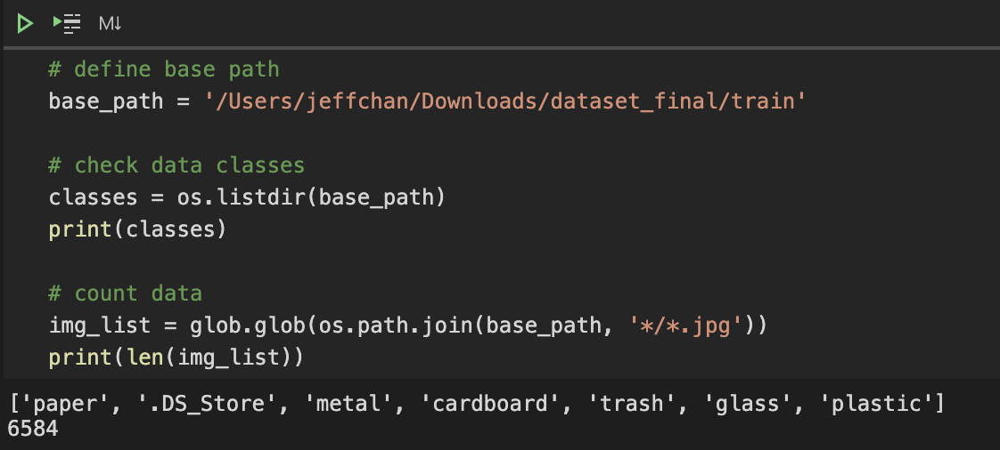 M↓
# define base path
base_path = '/Users/jeffchan/Downloads/dataset_final/train'
# check data classes
classes = os.listdir(base_path)
print(classes)
# count data
img_list = glob.glob(os.path.join(base_path, '*/*.jpg'))
print(len(img_list))
['paper', '.DS_Store', 'metal', 'cardboard', 'trash', 'glass', 'plastic']
6584